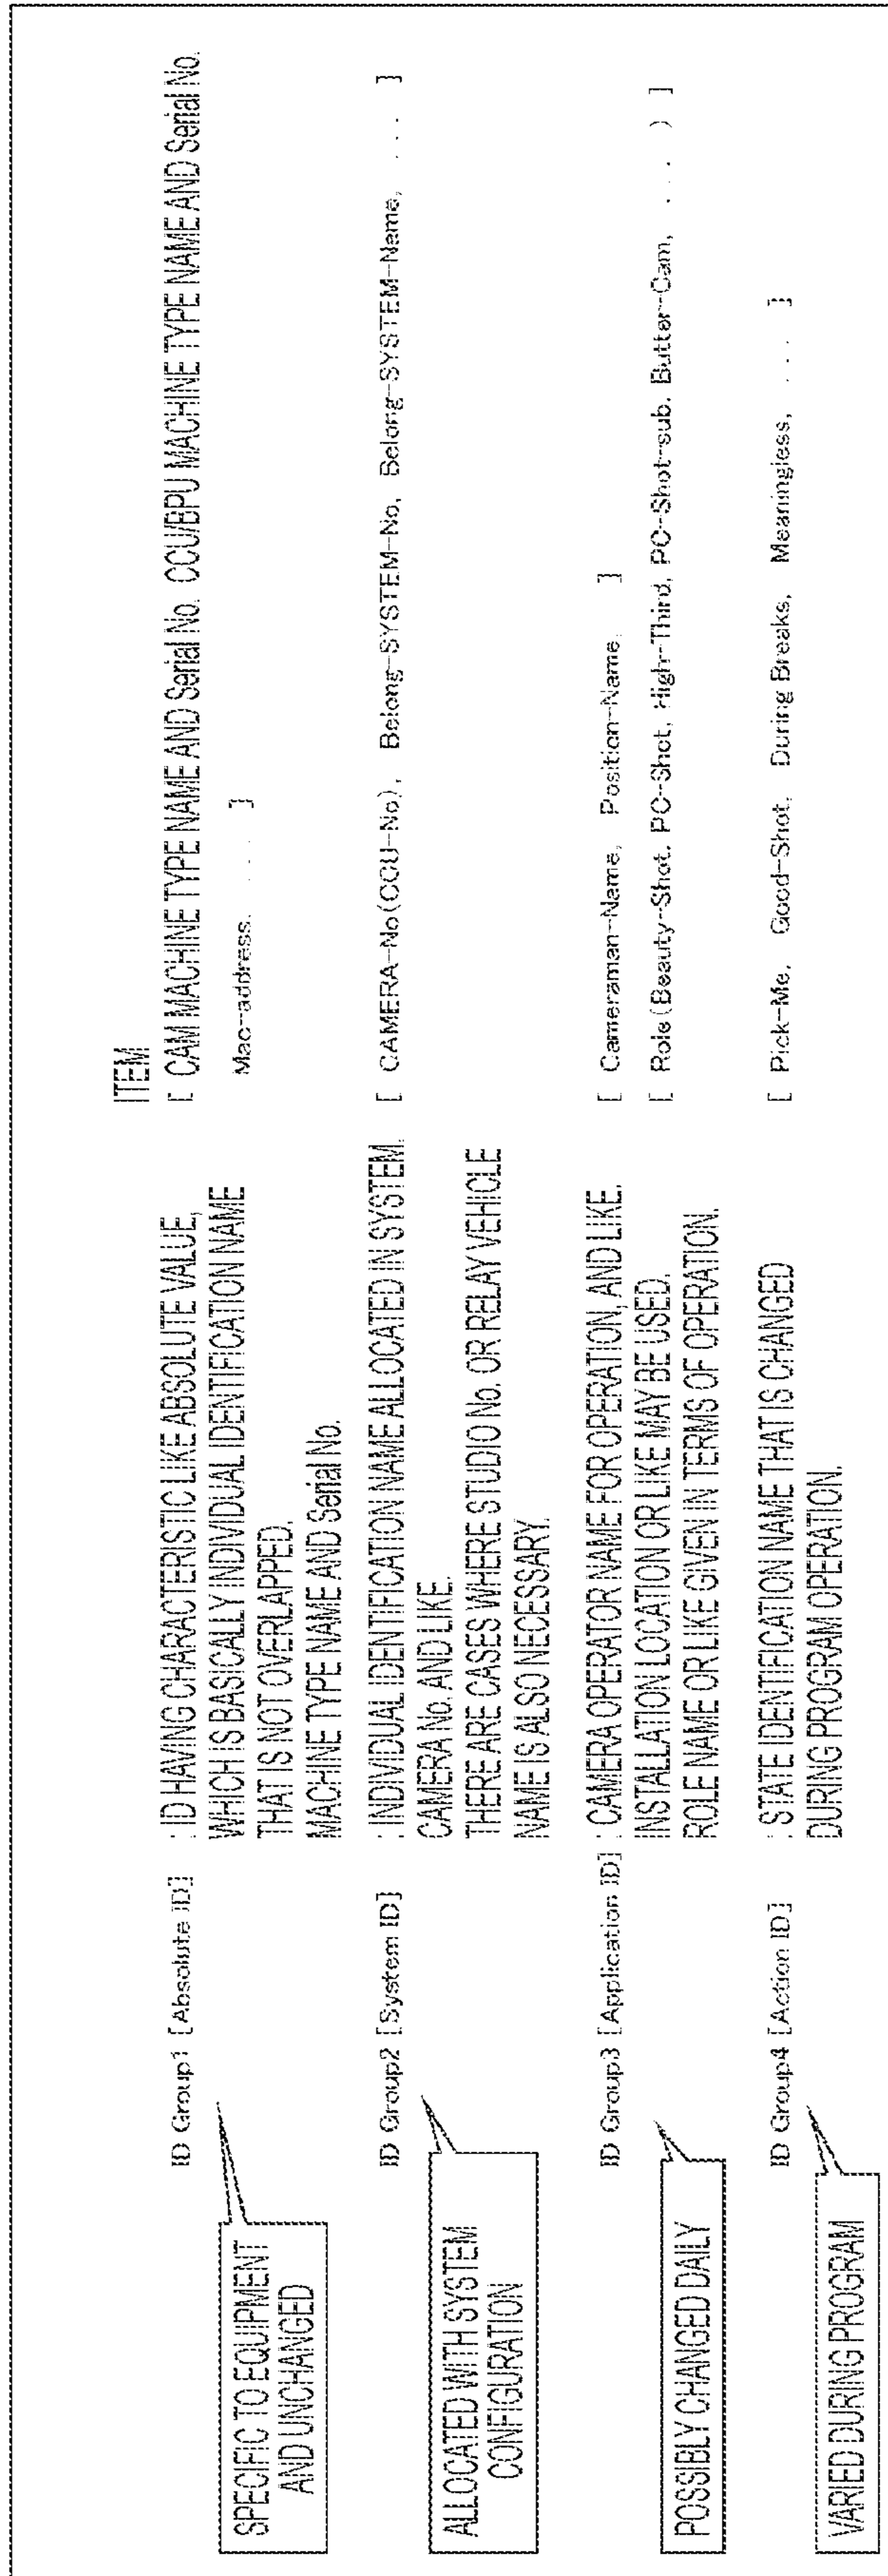 ITEM
SPECIFIC TO EQUIPMENT
AND UNCHANGED
ID Group1 [Absolute ID]
: ID HAVING CHARACTERISTIC LIKE ABSOLUTE VALUE,
WHICH IS BASICALLY INDIVIDUAL IDENTIFICATION NAME
THAT IS NOT OVERLAPPED.
MACHINE TYPE NAME AND Serial No.
[ CAM MACHINE TYPE NAME AND Serial No. CCU/BPU MACHINE TYPE NAME AND Serial No.
Mac-address, ... ]
ALLOCATED WITH SYSTEM
CONFIGURATION
ID Group2 [System ID]
: INDIVIDUAL IDENTIFICATION NAME ALLOCATED IN SYSTEM.
CAMERA No. AND LIKE.
THERE ARE CASES WHERE STUDIO No. OR RELAY VEHICLE
NAME IS ALSO NECESSARY.
[ CAMERA-No(CCU-No), Belong-SYSTEM-No, Belong-SYSTEM-Name, ... ]
POSSIBLY CHANGED DAILY
ID Group3 [Application ID]
: CAMERA OPERATOR NAME FOR OPERATION, AND LIKE.
INSTALLATION LOCATION OR LIKE MAY BE USED.
ROLE NAME OR LIKE GIVEN IN TERMS OF OPERATION.
[ Cameraman-Name, Position-Name, ]
[ Role(Beauty-Shot, PC-Shot, High-Third, PC-Shot-sub, Butter-Cam, ... ) ]
VARIED DURING PROGRAM
ID Group4 [Action ID]
: STATE IDENTIFICATION NAME THAT IS CHANGED
DURING PROGRAM OPERATION.
[ Pick-Me, Good-Shot, During Breaks, Meaningless, ... ]